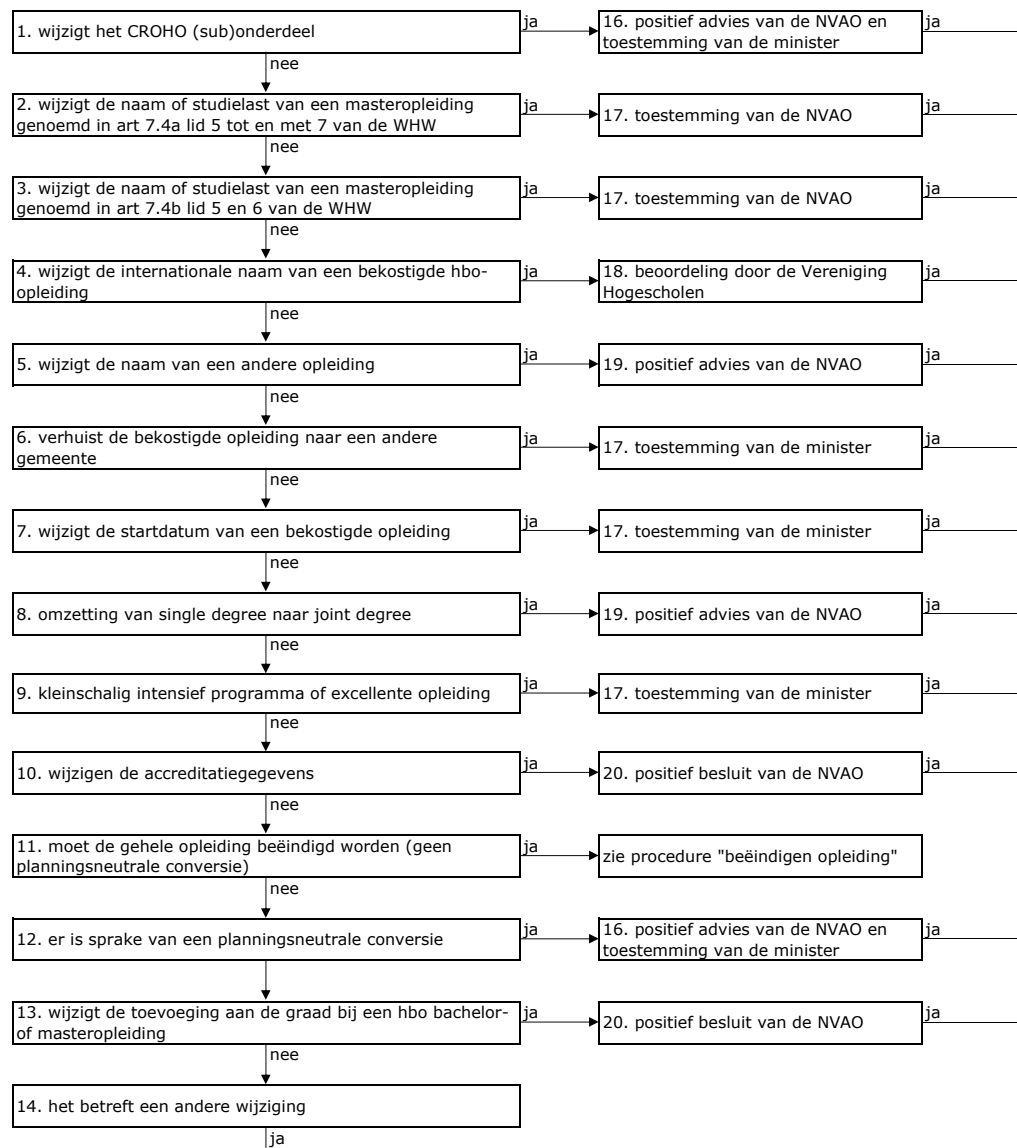 1. wijzigt het CROHO (sub)onderdeel
ja
16. positief advies van de NVAO en
toestemming van de minister
ja
nee
2. wijzigt de naam of studielast van een masteropleiding
genoemd in art 7.4a lid 5 tot en met 7 van de WHW
ja
17. toestemming van de NVAO
ja
nee
3. wijzigt de naam of studielast van een masteropleiding
genoemd in art 7.4b lid 5 en 6 van de WHW
ja
17. toestemming van de NVAO
ja
nee
4. wijzigt de internationale naam van een bekostigde hbo-
opleiding
ja
18. beoordeling door de Vereniging
Hogescholen
ja
nee
5. wijzigt de naam van een andere opleiding
ja
19. positief advies van de NVAO
ja
nee
6. verhuist de bekostigde opleiding naar een andere
gemeente
ja
17. toestemming van de minister
ja
nee
7. wijzigt de startdatum van een bekostigde opleiding
ja
17. toestemming van de minister
ja
nee
8. omzetting van single degree naar joint degree
ja
19. positief advies van de NVAO
ja
nee
9. kleinschalig intensief programma of excellente opleiding
ja
17. toestemming van de minister
ja
nee
10. wijzigen de accreditatiegegevens
ja
20. positief besluit van de NVAO
ja
nee
11. moet de gehele opleiding beëindigd worden (geen
planningsneutrale conversie)
ja
zie procedure "beëindigen opleiding"
nee
12. er is sprake van een planningsneutrale conversie
ja
16. positief advies van de NVAO en
toestemming van de minister
ja
13. wijzigt de toevoeging aan de graad bij een hbo bachelor-
of masteropleiding
ja
20. positief besluit van de NVAO
ja
nee
14. het betreft een andere wijziging
ja